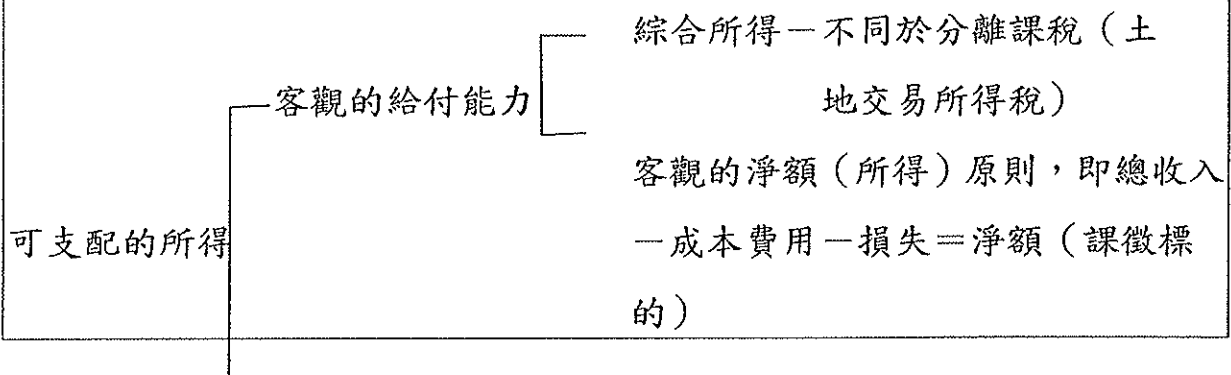 綜合所得－不同於分離課稅（土
地交易所得稅）
客觀的給付能力
客觀的淨額（所得）原則，即總收入
－成本費用－損失＝淨額（課徵標
的）
可支配的所得